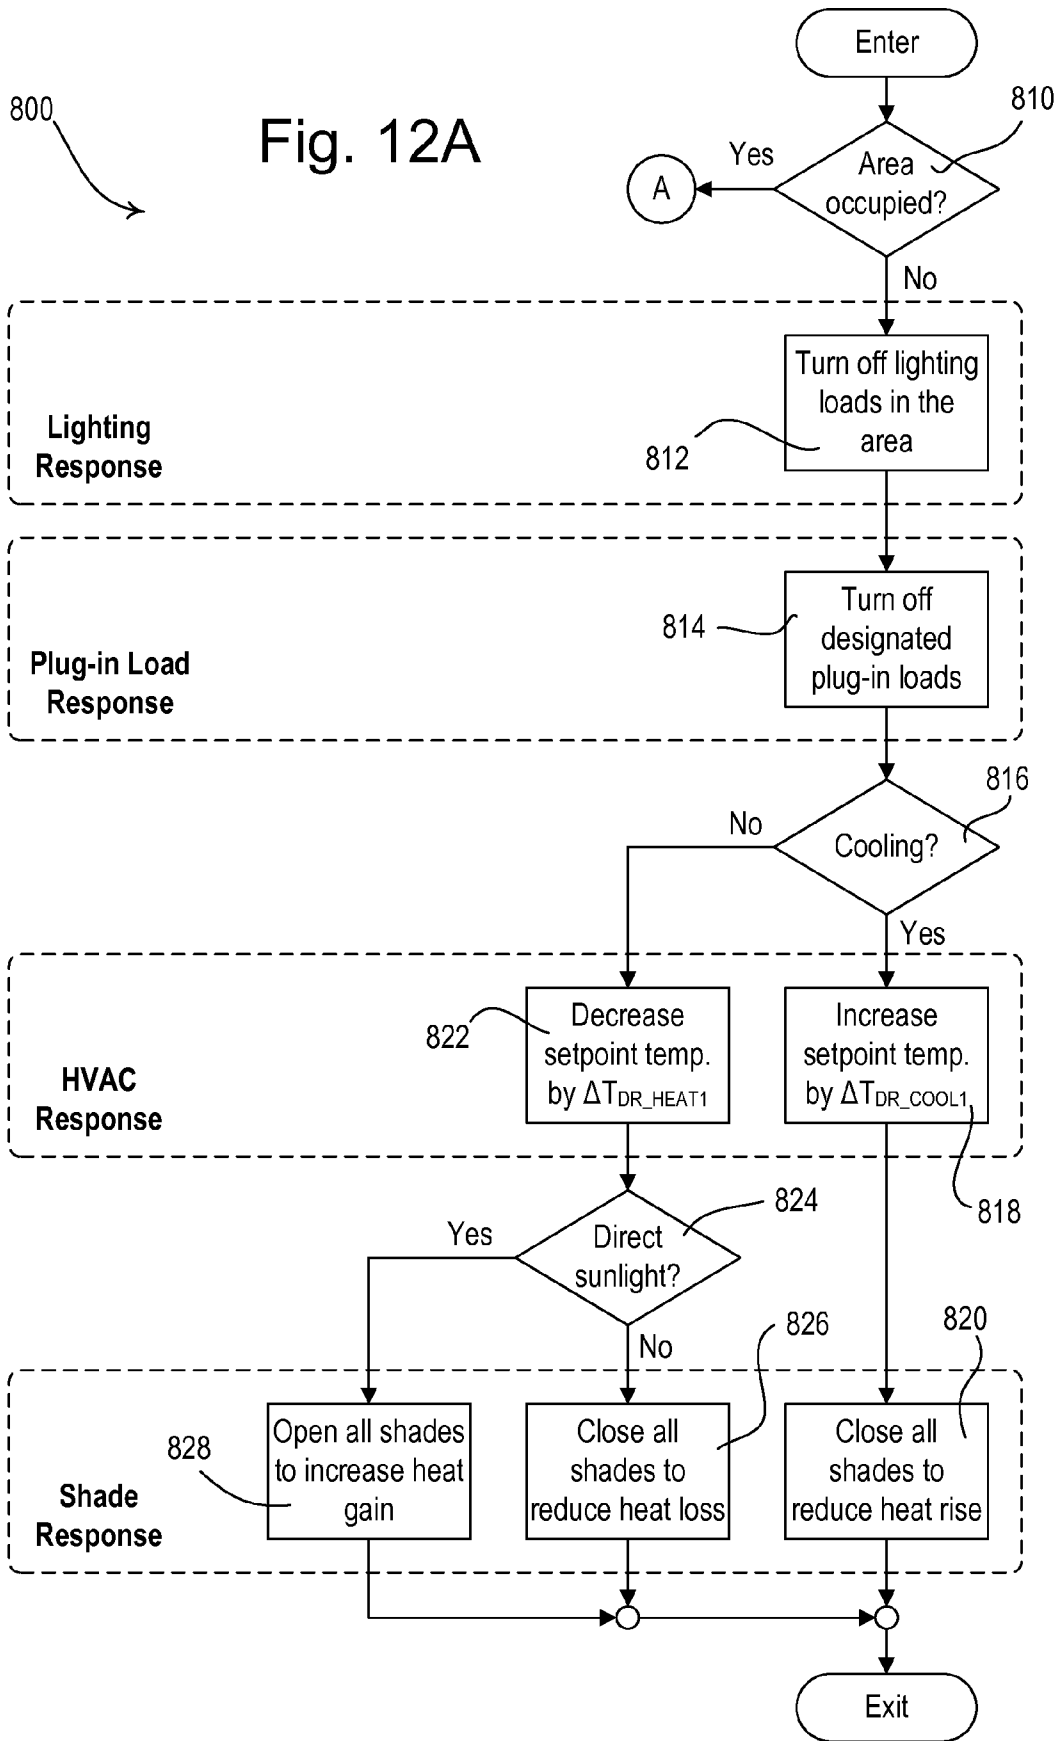 Enter
800
Fig. 12A
810
Yes
A
Area
occupied?
No
Turn off lighting
loads in the
area
812
Lighting
Response
Turn off
designated
plug-in loads
814
Plug-in Load
Response
816
No
Cooling?
Yes
822
Decrease
setpoint temp.
by ΔTDR_HEAT1
Increase
setpoint temp.
by ΔTDR_COOL1
HVAC
Response
824
818
Yes
Direct
sunlight?
826
820
No
828
Open all shades
to increase heat
gain
Close all
shades to
reduce heat loss
Close all
shades to
reduce heat rise
Shade
Response
Exit